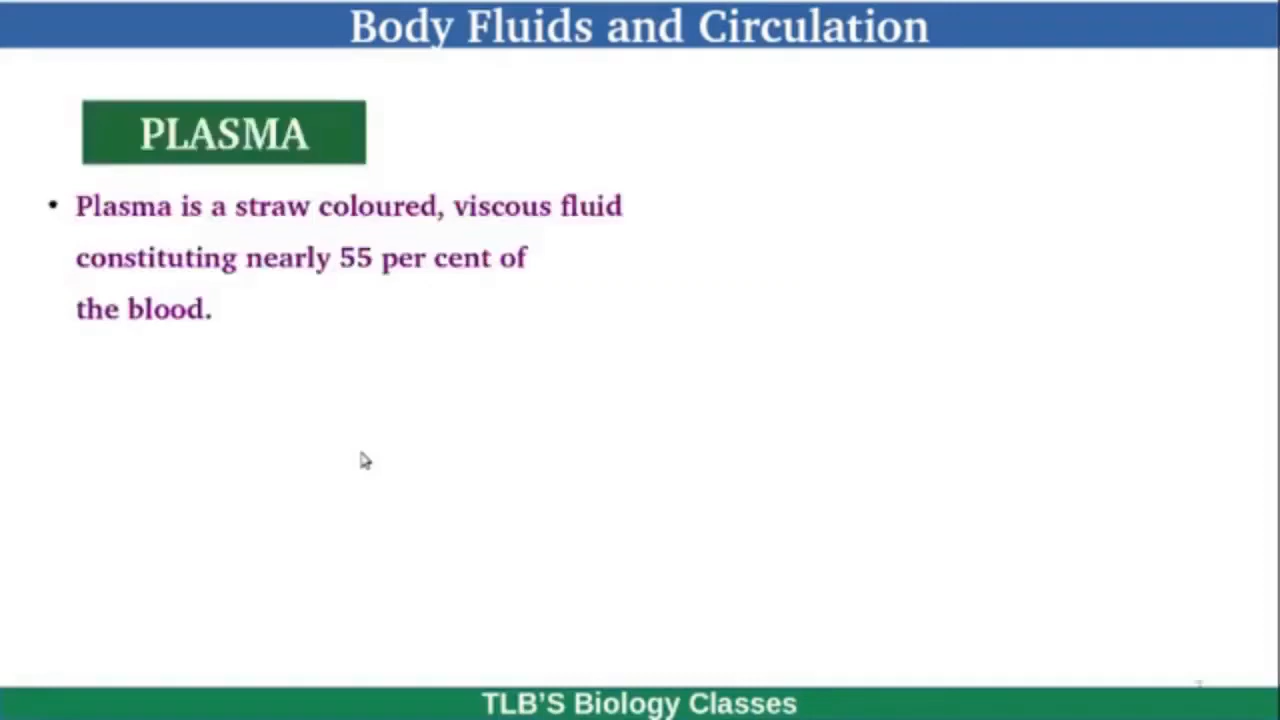 Body Fluids and Circulation
PLASMA
• Plasma is a straw coloured, viscous fluid
constituting nearly 55 per cent of
the blood.
TLB’S Biology Classes